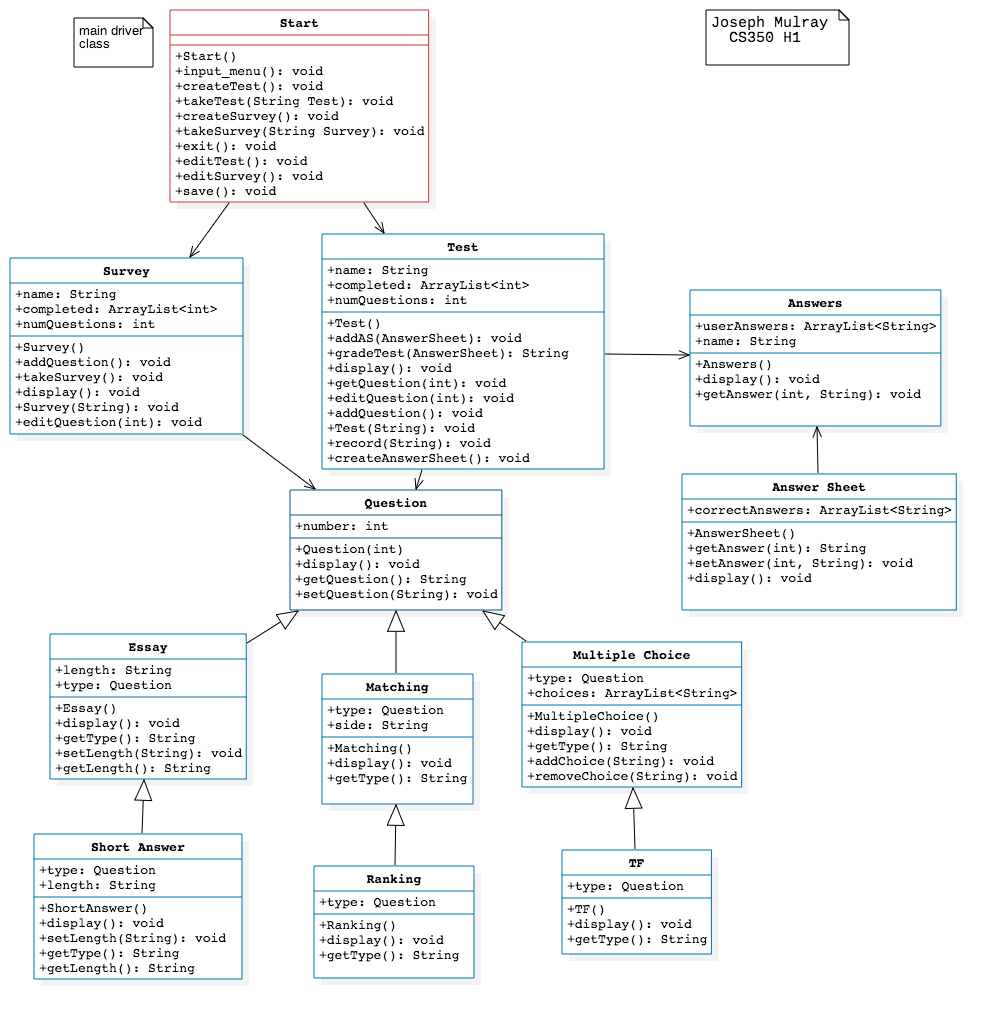 main driver
class
Start
+Start()
+input_menu(): void
+createTest(): void
+takeTest(String Test): void
+createSurvey(): void
+takeSurvey(String Survey): void
+exit(): void
+editTest(): void
+editSurvey(): void
+save(): void
Joseph Mulray
CS350 H1
Survey
+name: String
+completed: ArrayList<int>
+numQuestions: int
+Survey()
+addQuestion(): void
+takeSurvey(): void
+display(): void
+Survey(String): void
+editQuestion(int): void
Test
+name: String
+completed: ArrayList<int>
+numQuestions: int
+Test()
+addAS(AnswerSheet): void
+gradeTest(AnswerSheet): String
+display(): void
+getQuestion(int): void
+editQuestion(int): void
+addQuestion(): void
+Test(String): void
+record(String): void
+createAnswerSheet(): void
Answers
+userAnswers: ArrayList<String>
+name: String
+Answers()
+display(): void
+getAnswer(int, String): void
Answer Sheet
+correctAnswers: ArrayList<String>
+AnswerSheet()
+getAnswer(int): String
+setAnswer(int, String): void
+display(): void
Question
+number: int
+Question(int)
+display(): void
+getQuestion(): String
+setQuestion(String): void
Essay
+length: String
+type: Question
+Essay()
+display(): void
+getType(): String
+setLength(String): void
+getLength(): String
Matching
+type: Question
+side: String
+Matching()
+display(): void
+getType(): String
Multiple Choice
+type: Question
+choices: ArrayList<String>
+MultipleChoice()
+display(): void
+getType(): String
+addChoice(String): void
+removeChoice(String): void
Short Answer
+type: Question
+length: String
+ShortAnswer()
+display(): void
+setLength(String): void
+getType(): String
+getLength(): String
Ranking
+type: Question
+Ranking()
+display(): void
+getType(): String
TF
+type: Question
+TF()
+display(): void
+getType(): String